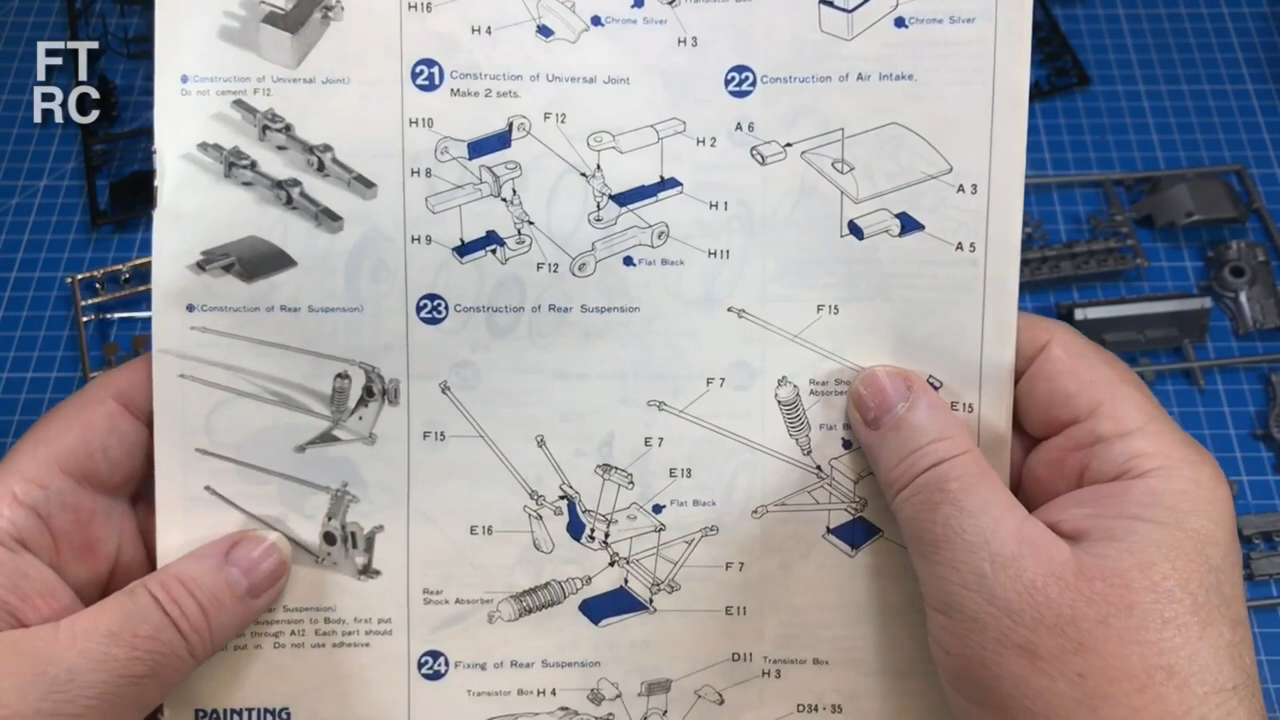 FT
RC
H16
H 4
Chrome Silver
H 3
Chrome Silver
(Construction of Universal Joint)
Do not cement F12.
21 Construction of Universal Joint
Make 2 sets.
22 Construction of Air Intake.
H10
F12
H 2
A 6
H 8
A 3
H 1
H 9
F12
H11
Flat Black
A 5
(Construction of Rear Suspension)
23 Construction of Rear Suspension
F15
F 7
Rear Sho
Absorber
E15
Flat Bl
F15
E 7
E13
Flat Black
E16
F 7
Rear
Shock Absorber
E11
ar Suspension)
uspension to Body, first put
through A12. Each part should
put in. Do not use adhesive
24 Fixing of Rear Suspension
D11 Transistor Box
Transistor Box H 4
H 3
D34・35
PAINTING